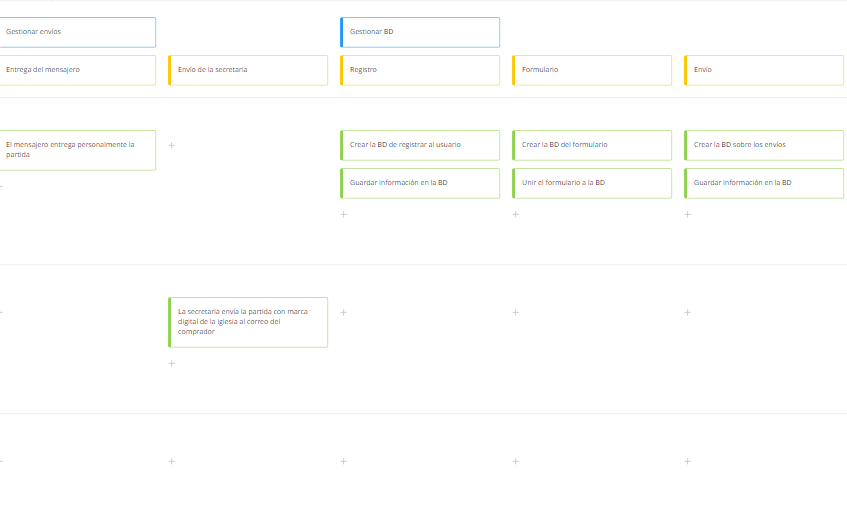 Gestionar envíos
Gestionar BD
Entrega del mensajero
Envío de la secretaria
Registro
Formulario
Envío
El mensajero entrega personalmente la
partida
+
Crear la BD de registrar al usuario
Crear la BD del formulario
Crear la BD sobre los envíos
Guardar información en la BD
Unir el formulario a la BD
Guardar información en la BD
+
+
+
+
La secretaria envía la partida con marca
digital de la iglesia al correo del
comprador
+
+
+
+
+
+
+
+
+
+